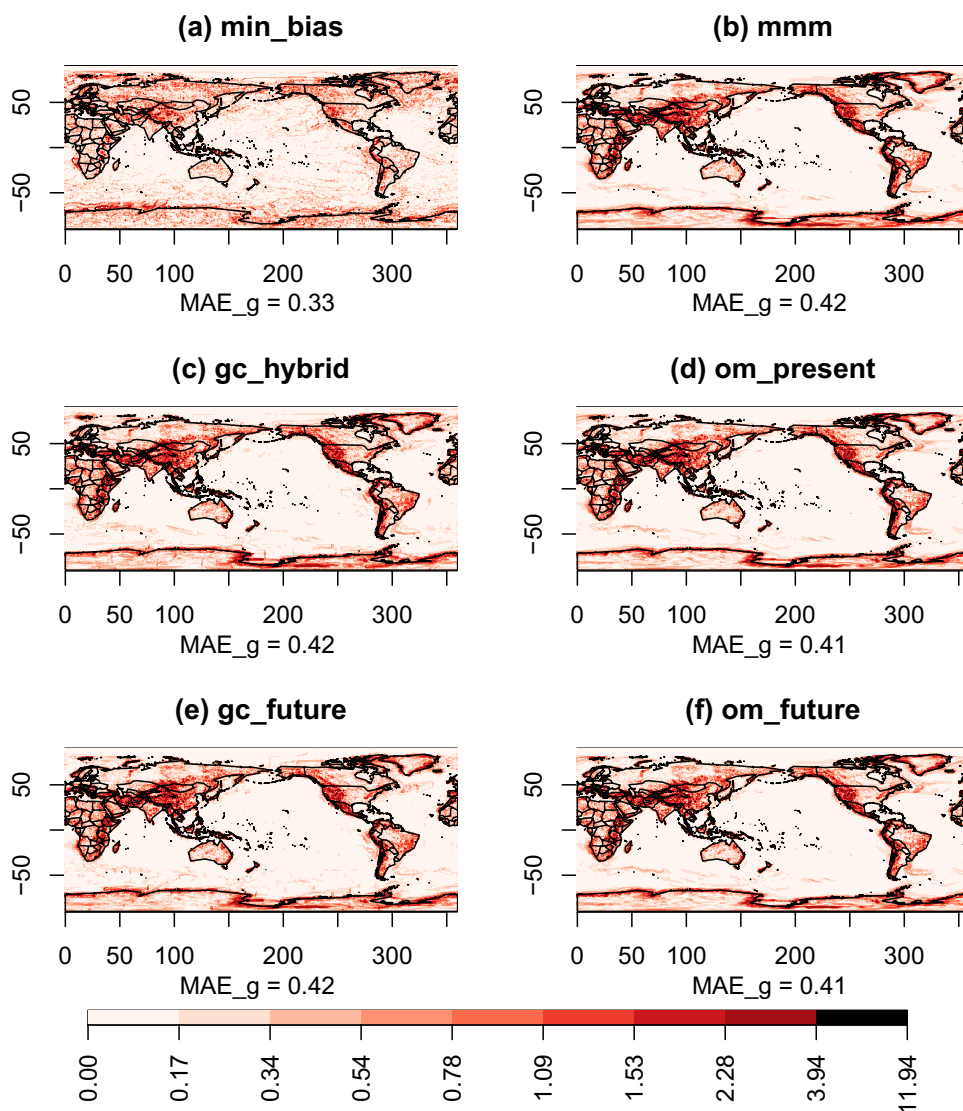 (a) min_bias
(b) mmm
50
−50
50
−50
0 50 100 200 300
0 50 100 200 300
MAE_g = 0.33
MAE_g = 0.42
(c) gc_hybrid
(d) om_present
50
−50
50
−50
0 50 100 200 300
0 50 100 200 300
MAE_g = 0.42
MAE_g = 0.41
(e) gc_future
(f) om_future
50
−50
50
−50
0 50 100 200 300
0 50 100 200 300
MAE_g = 0.42
MAE_g = 0.41
0.00 0.17 0.34 0.54 0.78 1.09 1.53 2.28 3.94 11.94